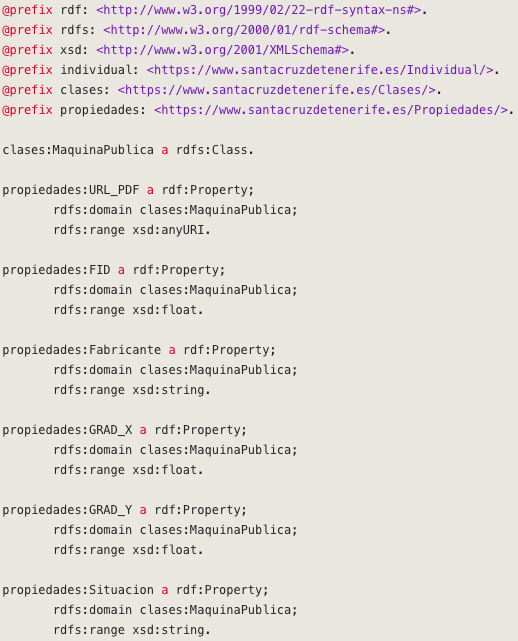 @prefix rdf: <http://www.w3.org/1999/02/22-rdf-syntax-ns#>.
@prefix rdfs: <http://www.w3.org/2000/01/rdf-schema#>.
@prefix xsd: <http://www.w3.org/2001/XMLSchema#>.
@prefix individual: <https://www.santacruzdetenerife.es/Individual/>.
@prefix clases: <https://www.santacruzdetenerife.es/Clases/>.
@prefix propiedades: <https://www.santacruzdetenerife.es/Propiedades/>.

clases:MaquinaPublica a rdfs:Class.

propiedades:URL_PDF a rdf:Property;
       rdfs:domain clases:MaquinaPublica;
       rdfs:range xsd:anyURI.

propiedades:FID a rdf:Property;
       rdfs:domain clases:MaquinaPublica;
       rdfs:range xsd:float.

propiedades:Fabricante a rdf:Property;
       rdfs:domain clases:MaquinaPublica;
       rdfs:range xsd:string.

propiedades:GRAD_X a rdf:Property;
       rdfs:domain clases:MaquinaPublica;
       rdfs:range xsd:float.

propiedades:GRAD_Y a rdf:Property;
       rdfs:domain clases:MaquinaPublica;
       rdfs:range xsd:float.

propiedades:Situacion a rdf:Property;
       rdfs:domain clases:MaquinaPublica;
       rdfs:range xsd:string.